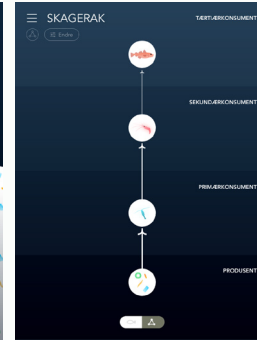 SKAGERAK
Endre
TÆRTIÆRKONSUMENT
SEKUNDÆRKONSUMENT
PRIMÆRKONSUMENT
PRODUSENT